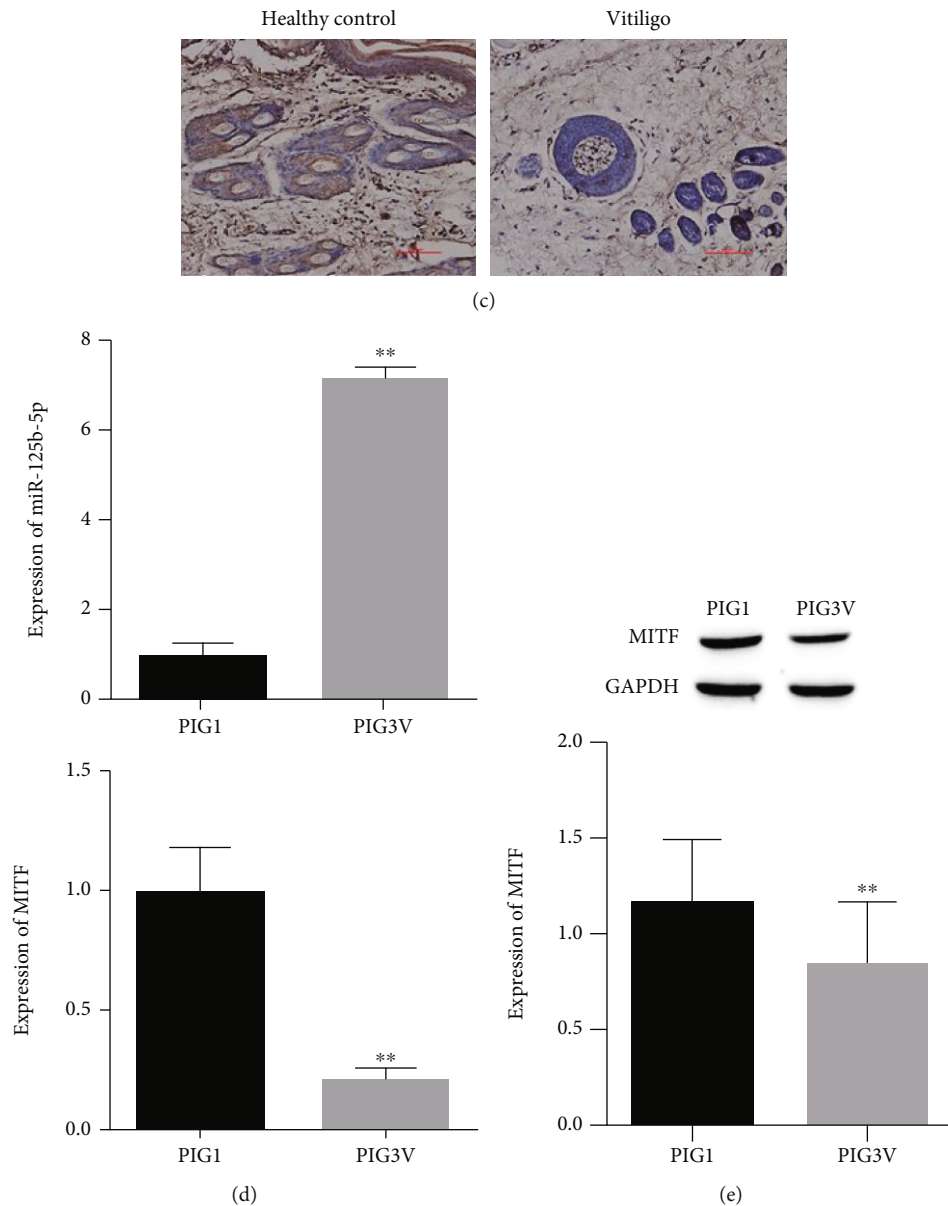 Healthy control Vitiligo
(c)
Expression of miR-125b-5p
8
6
4
2
0
**
PIG1 PIG3V
Expression of MITF
1.5
1.0
0.5
0.0
**
PIG1 PIG3V
(d)
PIG1 PIG3V
MITF
GAPDH
Expression of MITF
2.0
1.5
1.0
0.5
0.0
**
PIG1 PIG3V
(e)